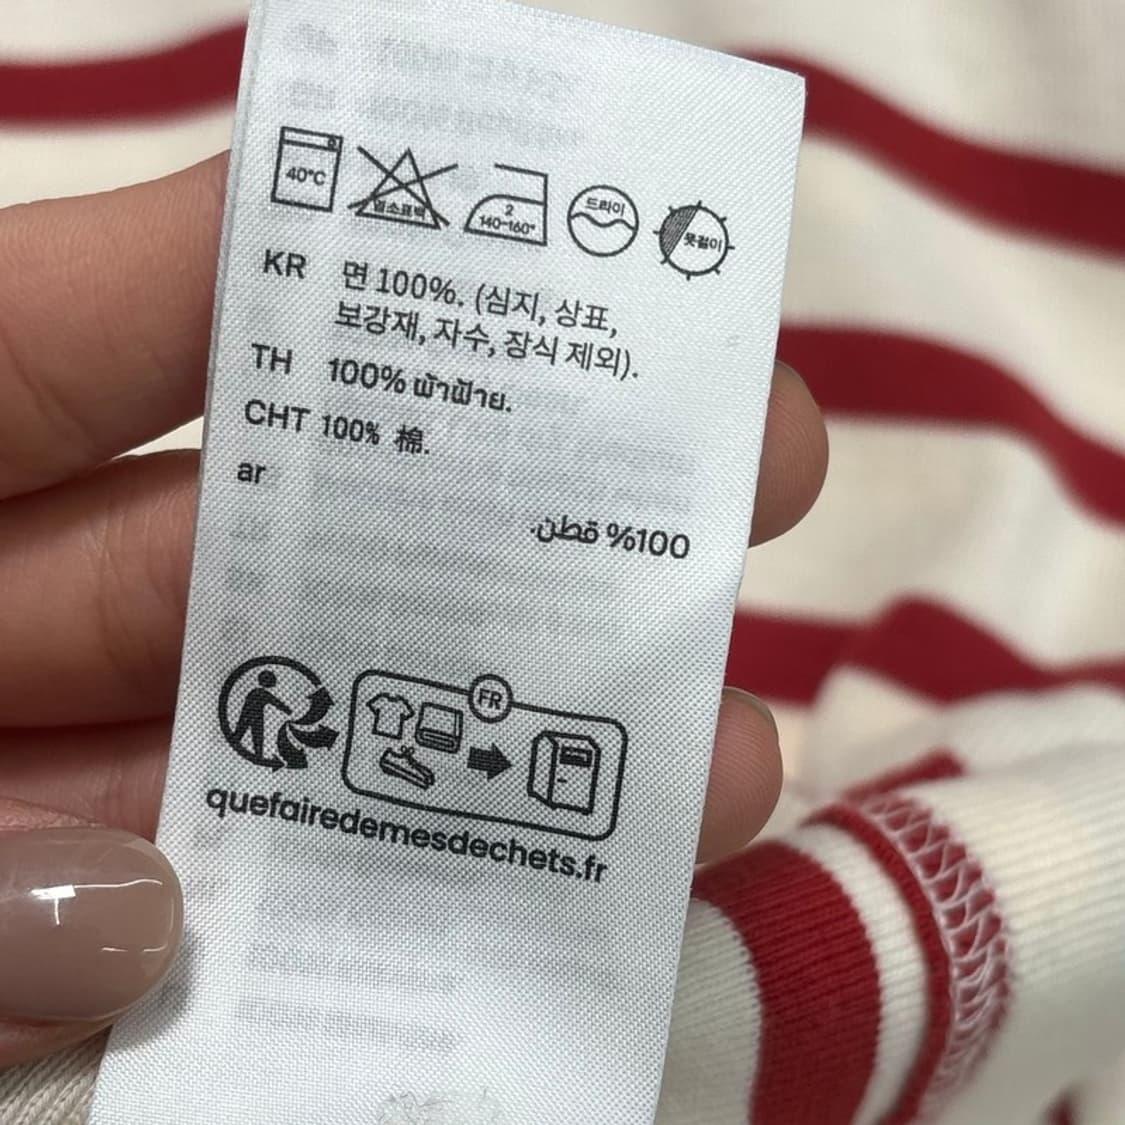 40°C
염소표백
2
140-160°
드라이
옷걸이
KR 면 100%. (심지, 상표,
보강재, 자수, 장식 제외).
TH 100% ผ้าฝ้าย.
CHT 100% 棉.
ar
100% قطن.
FR
quefairedemesdechets.fr